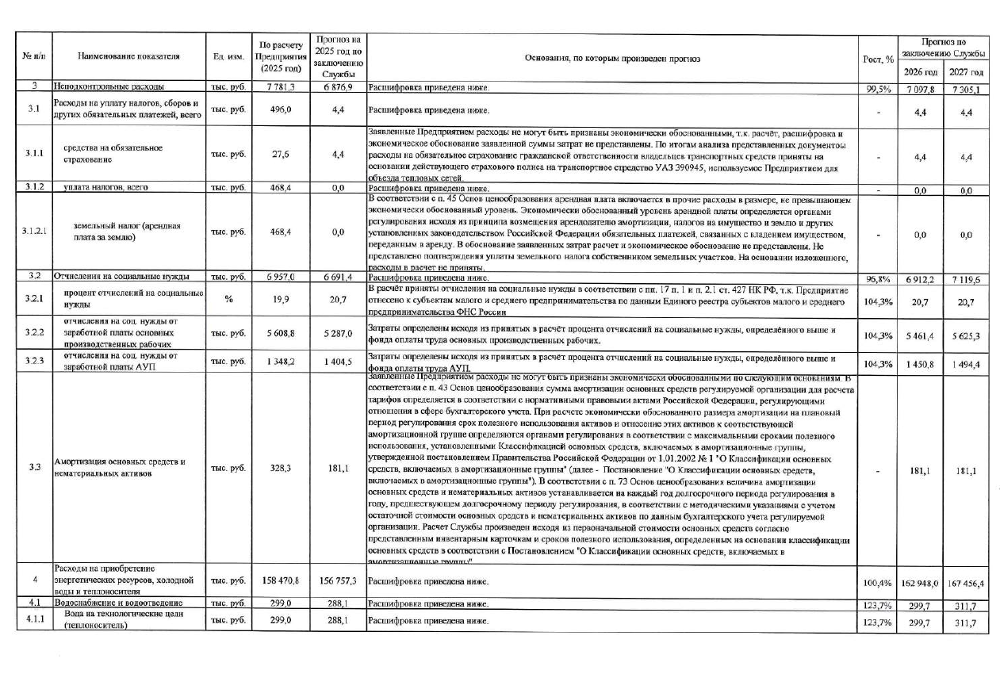 № п/п
Наименование показателя
Ед. изм.
По расчету
Предприятия
(2025 год)
Прогноз на
2025 год по
заключению
Службы
Основания, по которым произведен прогноз
Рост, %
Прогноз по
заключению Службы
2026 год
2027 год
3
Неподконтрольные расходы
тыс. руб.
7 781,3
6 876,9
Расшифровка приведена ниже.
99,5%
7 097,8
7 305,1
3.1
Расходы на уплату налогов, сборов и
других обязательных платежей, всего
тыс. руб.
496,0
4,4
Расшифровка приведена ниже.
-
4,4
4,4
3.1.1
средства на обязательное
страхование
тыс. руб.
27,6
4,4
Заявленные Предприятием расходы не могут быть признаны экономически обоснованными, т.к. расчёт, расшифровка и
экономическое обоснование заявленной суммы затрат не представлены. По итогам анализа представленных документов
расходы на обязательное страхование гражданской ответственности владельцев транспортных средств приняты на
основании действующего страхового полиса на транспортное стредство УАЗ 390945, используемое Предприятием для
объезда тепловых сетей.
-
4,4
4,4
3.1.2
уплата налогов, всего
тыс. руб.
468,4
0,0
Расшифровка приведена ниже.
-
0,0
0,0
3.1.2.1
земельный налог (арендная
плата за землю)
тыс. руб.
468,4
0,0
В соответствии с п. 45 Основ ценообразования арендная плата включается в прочие расходы в размере, не превышающем
экономически обоснованный уровень. Экономически обоснованный уровень арендной платы определяется органами
регулирования исходя из принципа возмещения арендодателю амортизации, налогов на имущество и землю и других
установленных законодательством Российской Федерации обязательных платежей, связанных с владением имуществом,
переданным в аренду. В обоснование заявленных затрат расчет и экономическое обоснование не представлены. Не
представлено подтверждения уплаты земельного налога собственником земельных участков. На основании изложенного,
расходы в расчет не приняты.
-
0,0
0,0
3.2
Отчисления на социальные нужды
тыс. руб.
6 957,0
6 691,4
Расшифровка приведена ниже.
96,8%
6 912,2
7 119,6
3.2.1
процент отчислений на социальные
нужды
%
19,9
20,7
В расчёт приняты отчисления на социальные нужды в соответствии с пп. 17 п. 1 и п. 2.1 ст. 427 НК РФ, т.к. Предприятие
отнесено к субъектам малого и среднего предпринимательства по данным Единого реестра субъектов малого и среднего
предпринимательства ФНС России
104,3%
20,7
20,7
3.2.2
отчисления на соц. нужды от
заработной платы основных
производственных рабочих
тыс. руб.
5 608,8
5 287,0
Затраты определены исходя из принятых в расчёт процента отчислений на социальные нужды, определённого выше и
фонда оплаты труда основных производственных рабочих.
104,3%
5 461,4
5 625,3
3.2.3
отчисления на соц. нужды от
заработной платы АУП
тыс. руб.
1 348,2
1 404,5
Затраты определены исходя из принятых в расчёт процента отчислений на социальные нужды, определённого выше и
фонда оплаты труда АУП.
104,3%
1 450,8
1 494,4
3.3
Амортизация основных средств и
нематериальных активов
тыс. руб.
328,3
181,1
Заявленные Предприятием расходы не могут быть признаны экономически обоснованными по следующим основаниям. В
соответствии с п. 43 Основ ценообразования сумма амортизации основных средств регулируемой организации для расчета
тарифов определяется в соответствии с нормативными правовыми актами Российской Федерации, регулирующими
отношения в сфере бухгалтерского учета. При расчете экономически обоснованного размера амортизации на плановый
период регулирования срок полезного использования активов и отнесение этих активов к соответствующей
амортизационной группе определяются органами регулирования в соответствии с максимальными сроками полезного
использования, установленными Классификацией основных средств, включаемых в амортизационные группы,
утвержденной постановлением Правительства Российской Федерации от 1.01.2002 № 1 "О Классификации основных
средств, включаемых в амортизационные группы" (далее - Постановление "О Классификации основных средств,
включаемых в амортизационные группы"). В соответствии с п. 73 Основ ценообразования величина амортизации
основных средств и нематериальных активов устанавливается на каждый год долгосрочного периода регулирования в
году, предшествующем долгосрочному периоду регулирования, в соответствии с методическими указаниями с учетом
остаточной стоимости основных средств и нематериальных активов по данным бухгалтерского учета регулируемой
организации. Расчет Службы произведен исходя из первоначальной стоимости основных средств согласно
представленным инвентарным карточкам и сроков полезного использования, определенных на основании классификации
основных средств в соответствии с Постановлением "О Классификации основных средств, включаемых в
амортизационные группы"
-
181,1
181,1
4
Расходы на приобретение
энергетических ресурсов, холодной
воды и теплоносителя
тыс. руб.
158 470,8
156 757,3
Расшифровка приведена ниже.
100,4%
162 948,0
167 456,4
4.1
Водоснабжение и водоотведение
тыс. руб.
299,0
288,1
Расшифровка приведена ниже.
123,7%
299,7
311,7
4.1.1
Вода на технологические цели
(теплоноситель)
тыс. руб.
299,0
288,1
Расшифровка приведена ниже.
123,7%
299,7
311,7